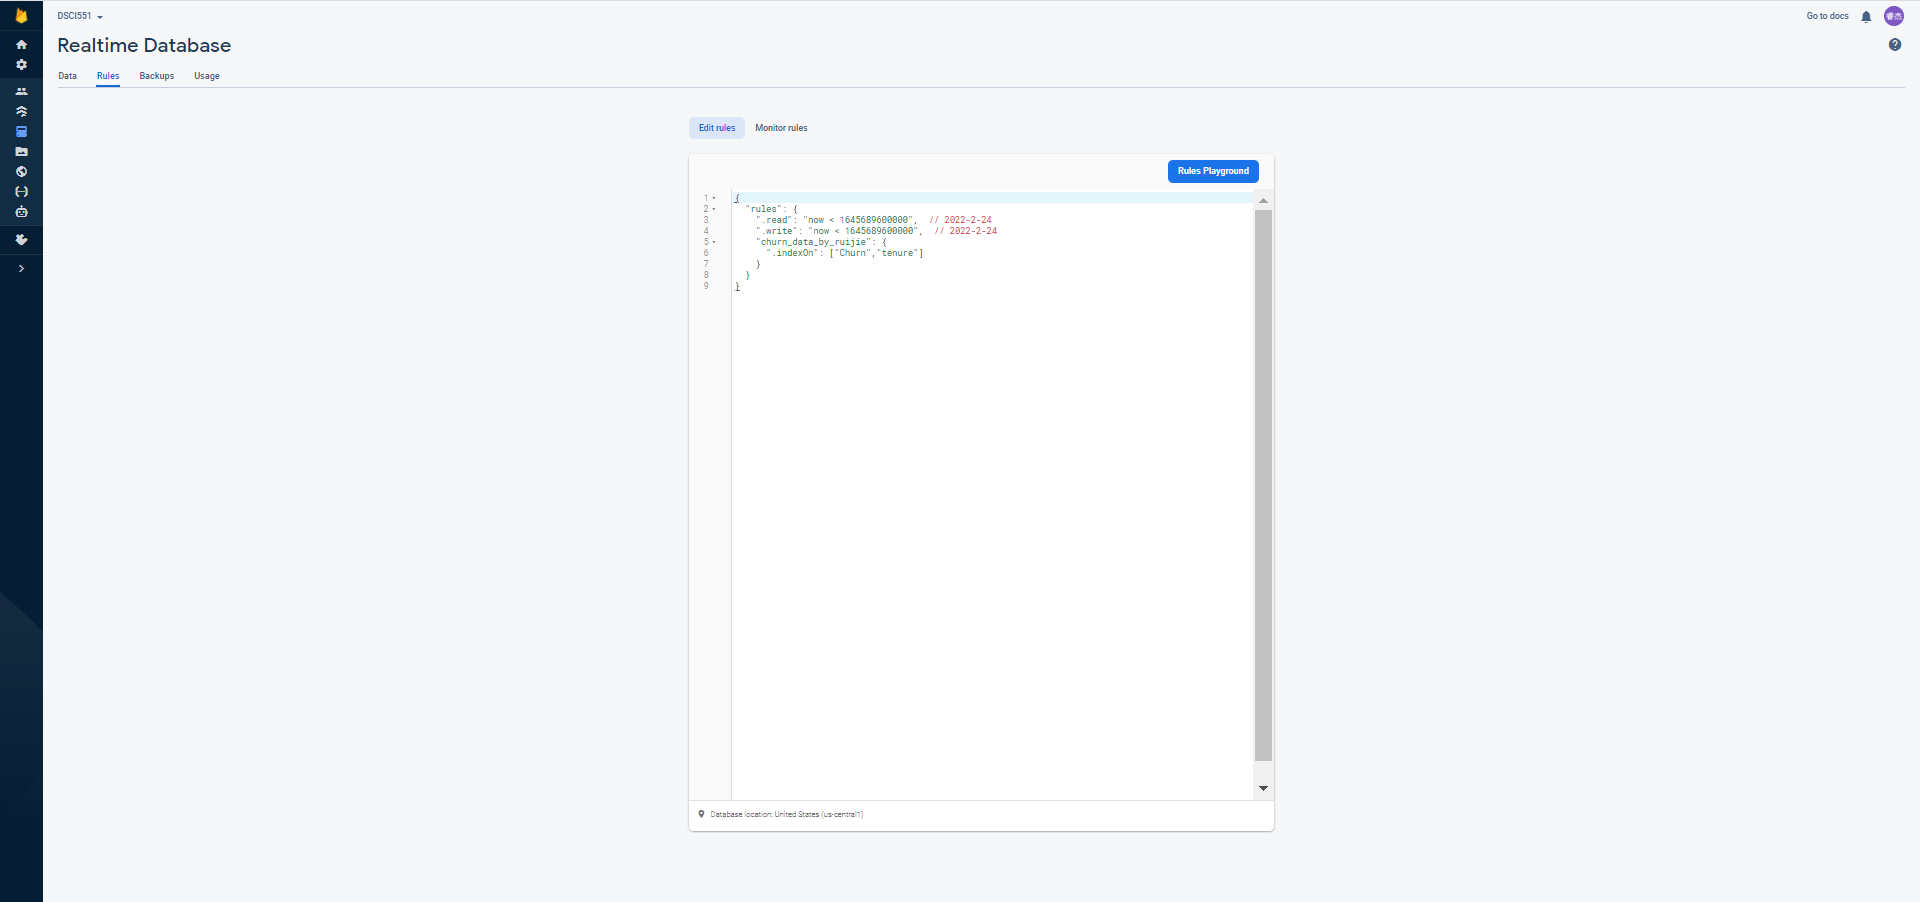 DSCI551
Go to docs
睿杰
Realtime Database
Data
Rules
Backups
Usage
Edit rules
Monitor rules
Rules Playground
1 {
2 "rules": {
3 ".read": "now < 1645689600000",  // 2022-2-24
4 ".write": "now < 1645689600000",  // 2022-2-24
5 "churn_data_by_ruijie": {
6 ".indexOn": ["Churn","tenure"]
7 }
8 }
9 }
Database location: United States (us-central1)